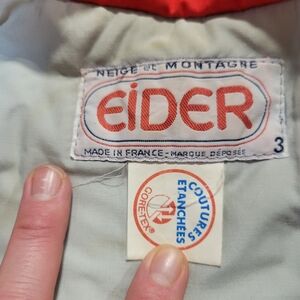 NEIGE et MONTAGNE
EiDER
MADE IN FRANCE - MARQUE DÉPOSÉE
3
COUTURES
ETANCHEES
GORE-TEX